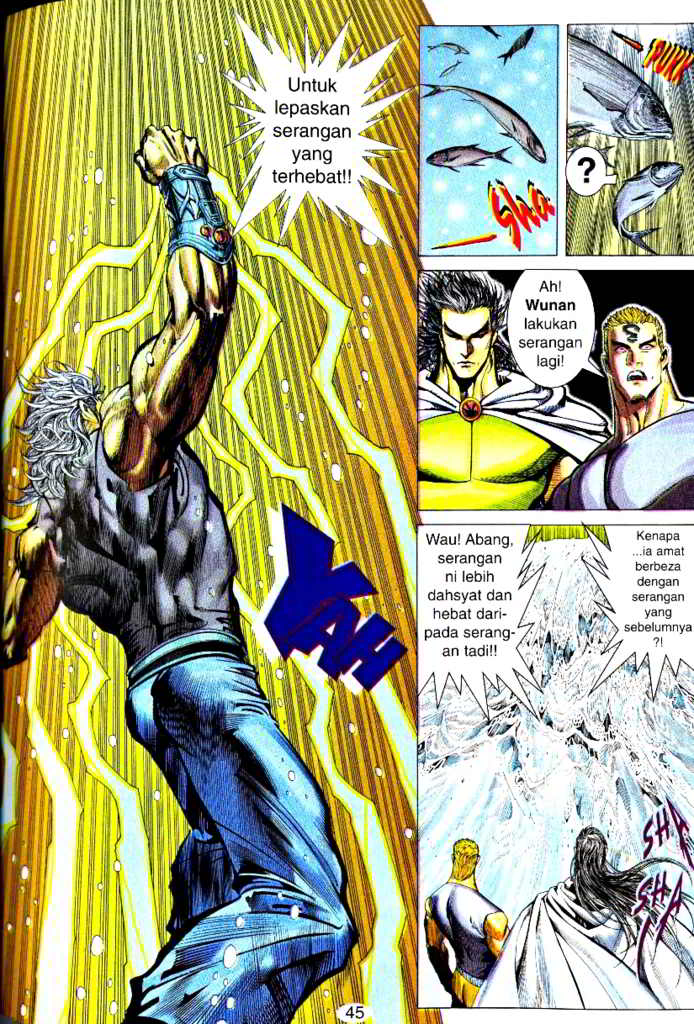 Untuk
lepaskan
serangan
yang
terhebat!!
YAH
SHA
PURR
?
Ah!
Wunan
lakukan
serangan
lagi!
Wau! Abang,
serangan
ni lebih
dahsyat dan
hebat dari-
pada serang-
an tadi!!
Kenapa
...ia amat
berbeza
dengan
serangan
yang
sebelumnya
?!
SHA
SHA
45